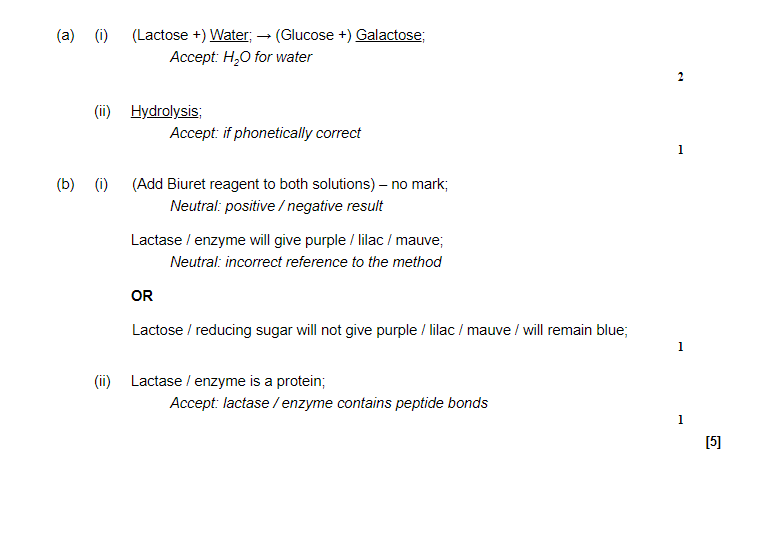 (a) (i) (Lactose +) Water; → (Glucose +) Galactose;
Accept: H₂O for water
2
(ii) Hydrolysis;
Accept: if phonetically correct
1
(b) (i) (Add Biuret reagent to both solutions) – no mark;
Neutral: positive / negative result
Lactase / enzyme will give purple / lilac / mauve;
Neutral: incorrect reference to the method
OR
Lactose / reducing sugar will not give purple / lilac / mauve / will remain blue;
1
(ii) Lactase / enzyme is a protein;
Accept: lactase / enzyme contains peptide bonds
1
[5]